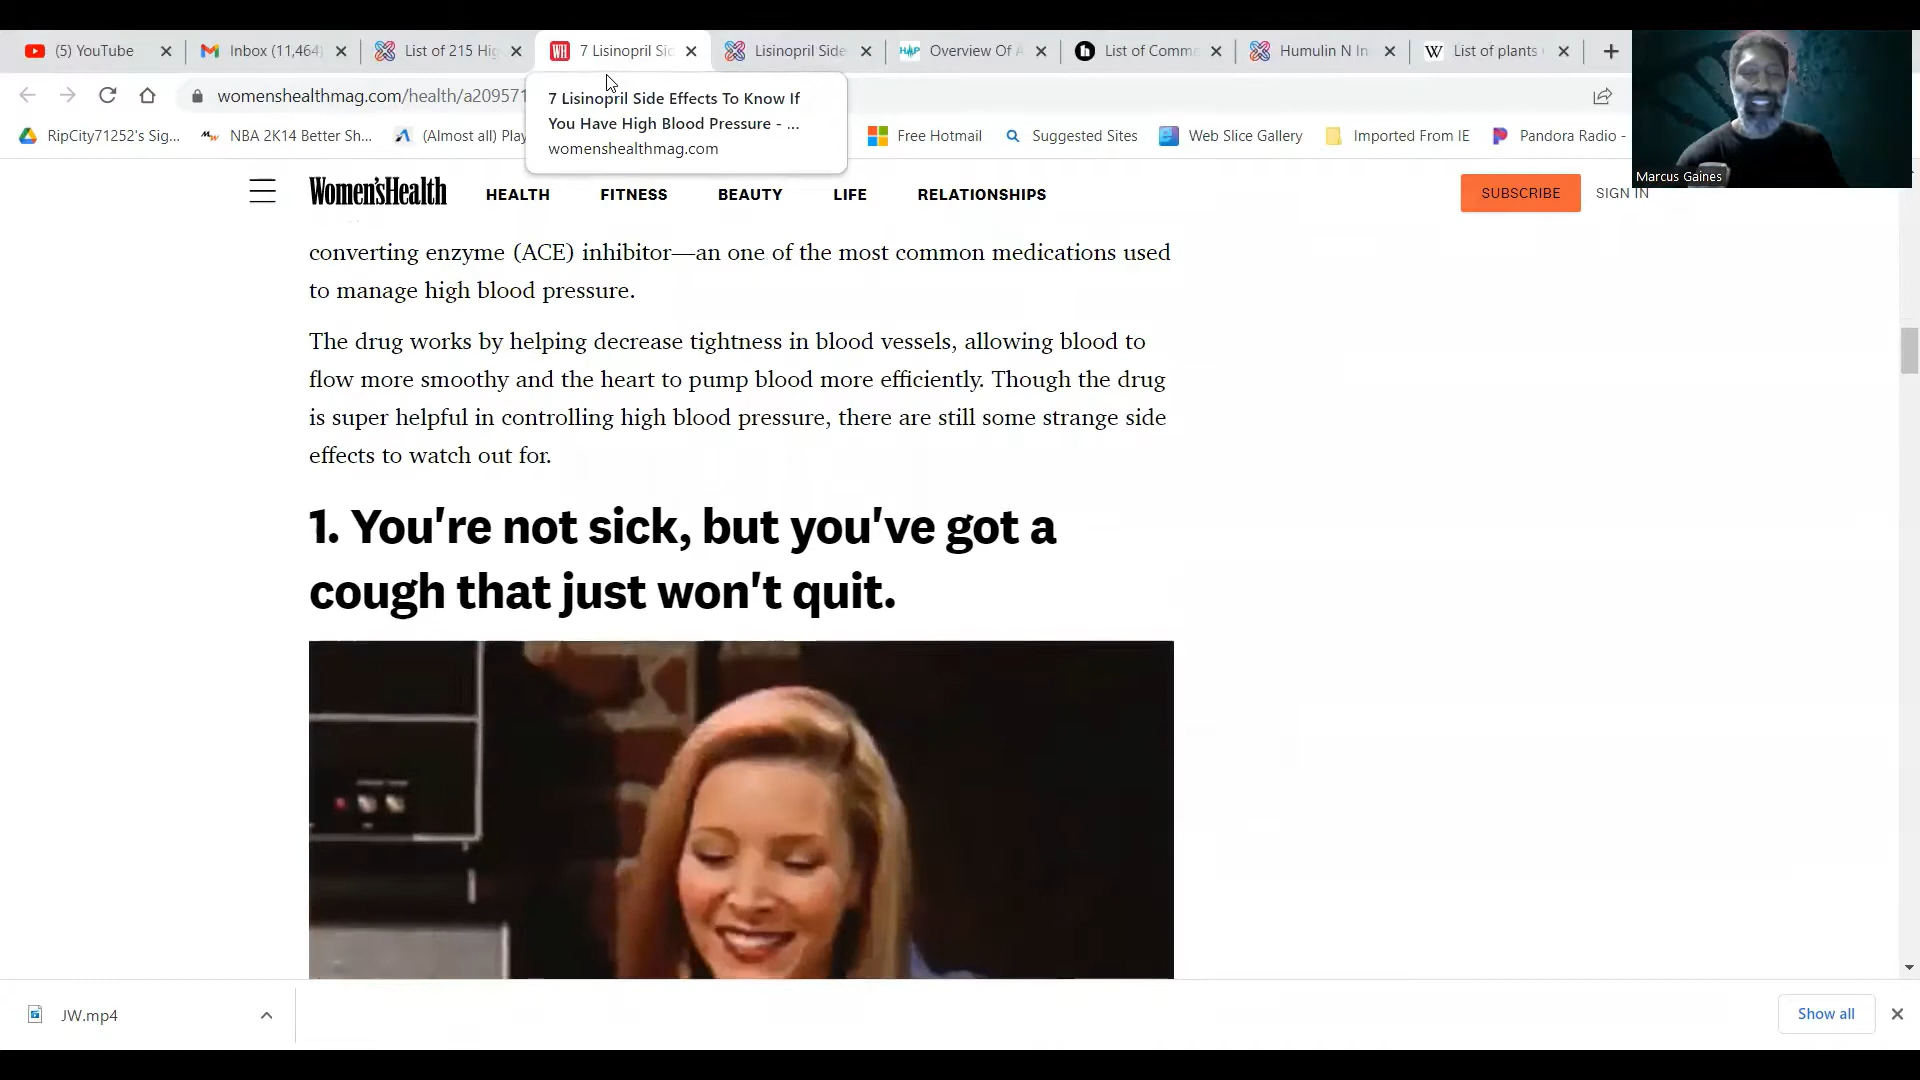 (5) YouTube
Inbox (11,464
List of 215 Hig
7 Lisinopril Sid
Lisinopril Side
Overview Of A
List of Comm
Humulin N In
List of plants
womenshealthmag.com/health/a209571
7 Lisinopril Side Effects To Know If
You Have High Blood Pressure - ...
womenshealthmag.com
RipCity71252's Sig...
NBA 2K14 Better Sh...
(Almost all) Play
Free Hotmail
Suggested Sites
Web Slice Gallery
Imported From IE
Pandora Radio -
Marcus Gaines
Women'sHealth
HEALTH
FITNESS
BEAUTY
LIFE
RELATIONSHIPS
SUBSCRIBE
SIGN IN
converting enzyme (ACE) inhibitor—an one of the most common medications used
to manage high blood pressure.
The drug works by helping decrease tightness in blood vessels, allowing blood to
flow more smoothy and the heart to pump blood more efficiently. Though the drug
is super helpful in controlling high blood pressure, there are still some strange side
effects to watch out for.
1. You're not sick, but you've got a
cough that just won't quit.
JW.mp4
Show all